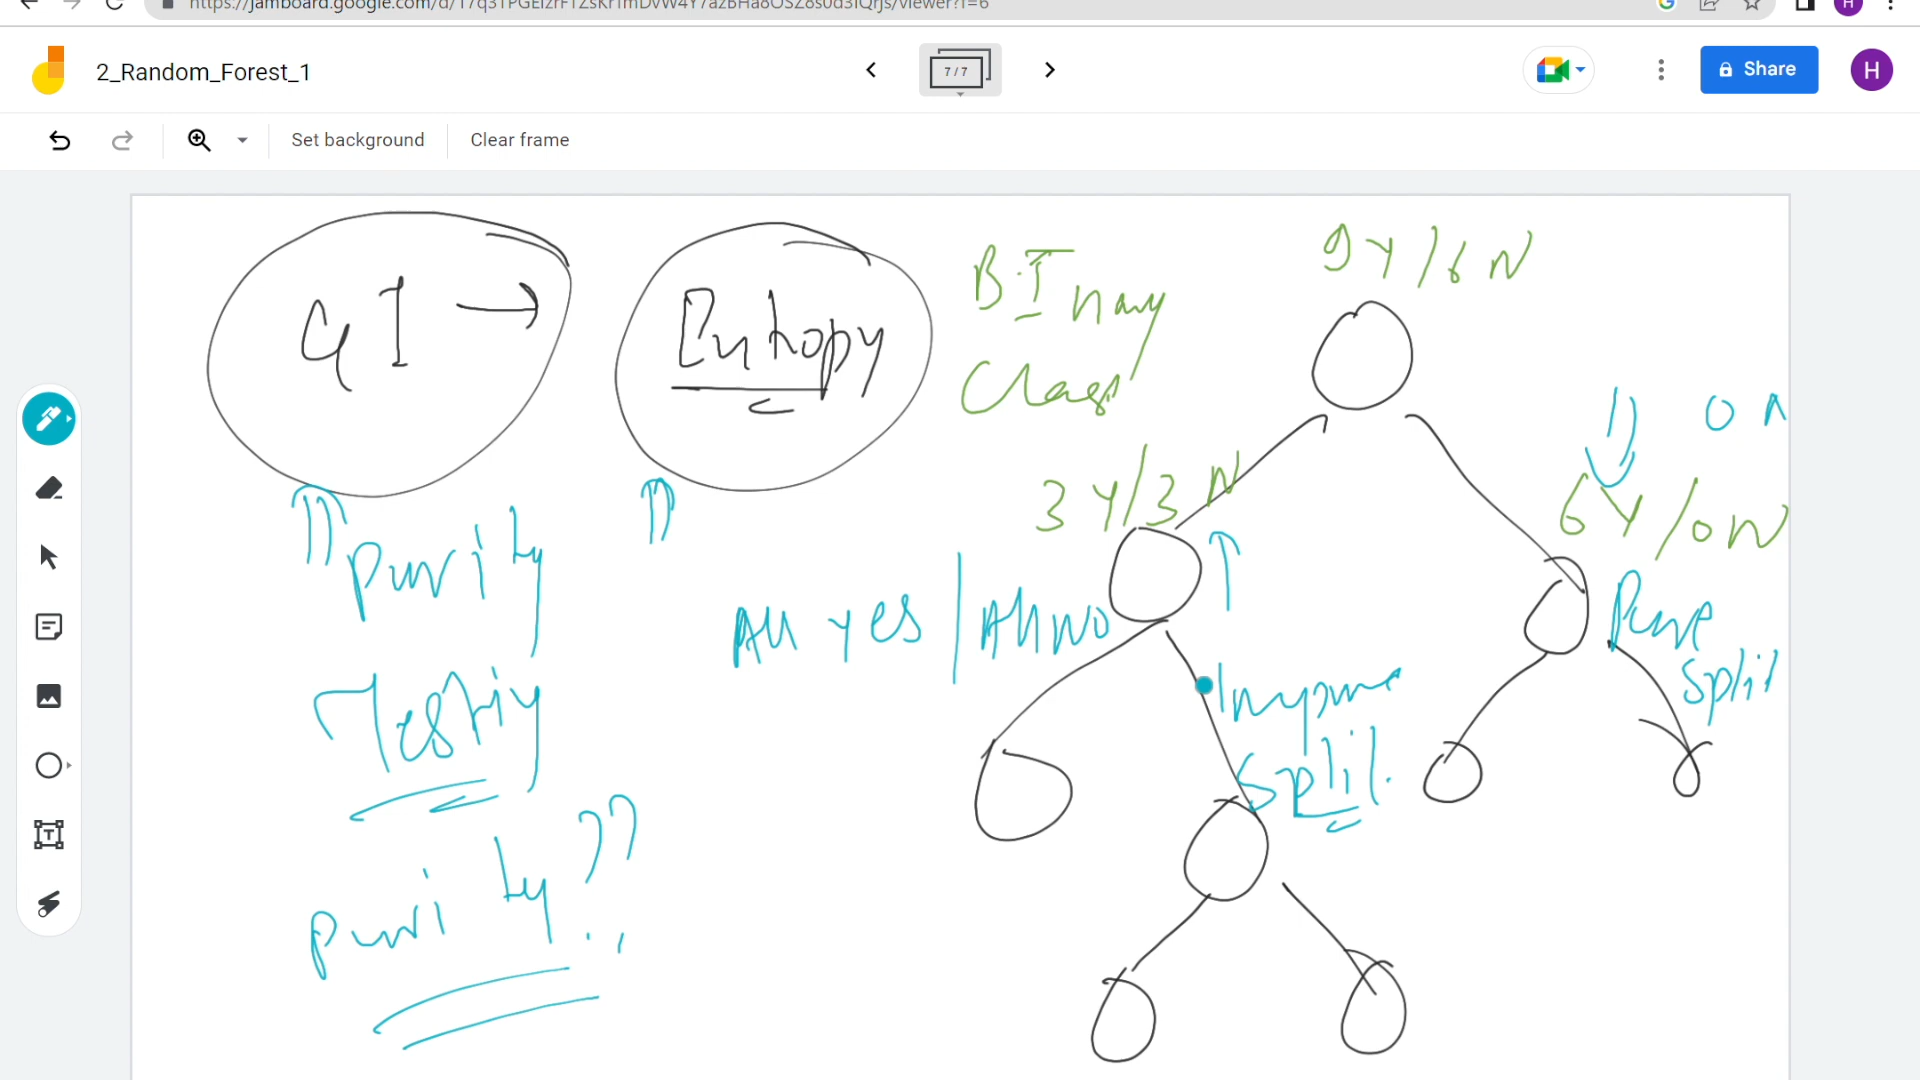 2_Random_Forest_1
7 / 7
Share
H
Set background
Clear frame
GI →
Entropy
BInary
Class
9Y/6N
3Y/3N
0 N
6Y/0N
Purity
Testing
Purity??
All yes / All No
Pure
split
Impure
split.